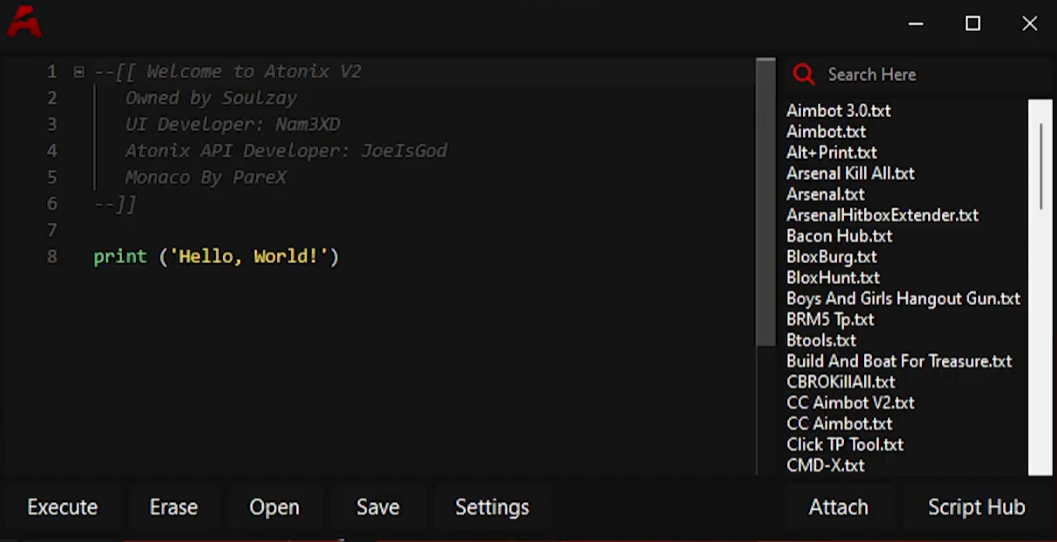 1 --[[ Welcome to Atonix V2
2 Owned by Soulzay
3 UI Developer: Nam3XD
4 Atonix API Developer: JoeIsGod
5 Monaco By PareX
6 --]]
7
8 print ('Hello, World!')
Search Here
Aimbot 3.0.txt
Aimbot.txt
Alt+Print.txt
Arsenal Kill All.txt
Arsenal.txt
ArsenalHitboxExtender.txt
Bacon Hub.txt
BloxBurg.txt
BloxHunt.txt
Boys And Girls Hangout Gun.txt
BRM5 Tp.txt
Btools.txt
Build And Boat For Treasure.txt
CBROKillAll.txt
CC Aimbot V2.txt
CC Aimbot.txt
Click TP Tool.txt
CMD-X.txt
Execute Erase Open Save Settings Attach Script Hub